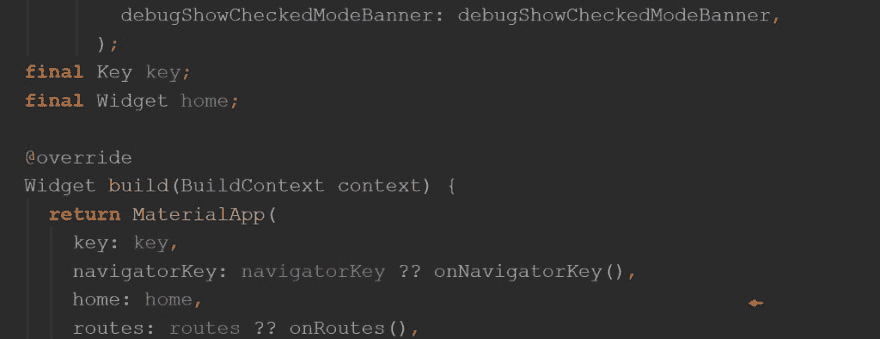 debugShowCheckedModeBanner: debugShowCheckedModeBanner,
);
final Key key;
final Widget home;
@override
Widget build(BuildContext context) {
return MaterialApp(
key: key,
navigatorKey: navigatorKey ?? onNavigatorKey(),
home: home,
routes: routes ?? onRoutes(),